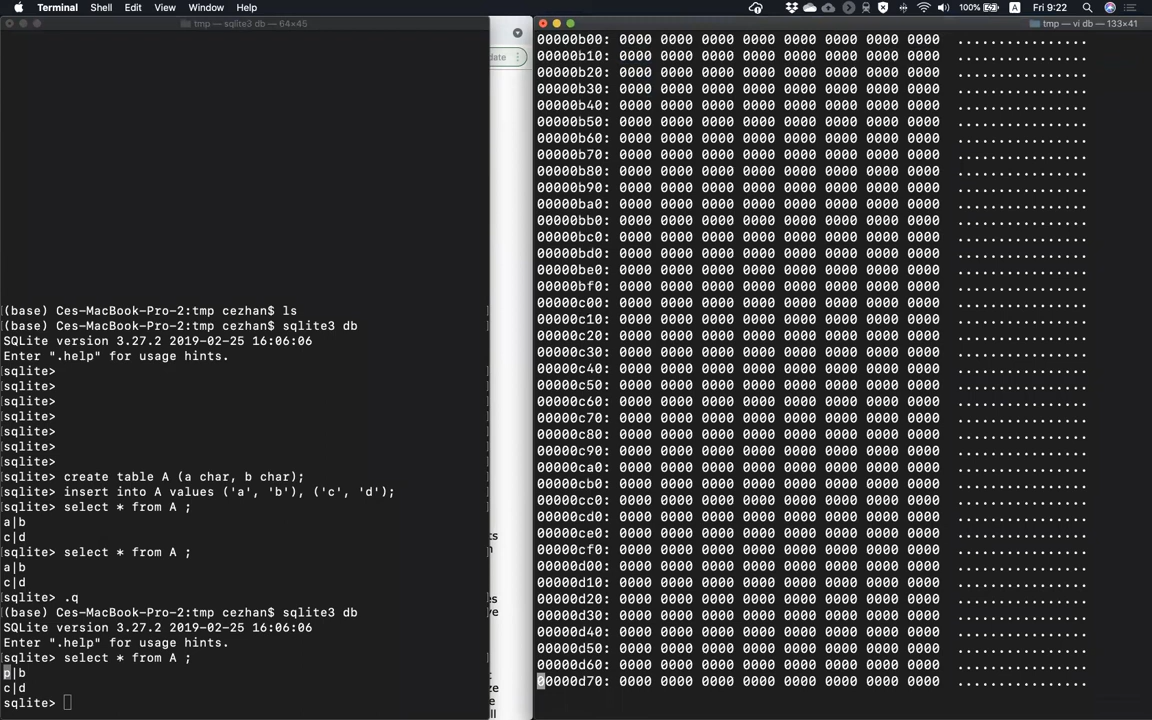 Terminal Shell Edit View Window Help
100% A Fri 9:22
tmp — sqlite3 db — 64×45
tmp — vi db — 133×41
date
(base) Ces-MacBook-Pro-2:tmp cezhan$ ls
(base) Ces-MacBook-Pro-2:tmp cezhan$ sqlite3 db
SQLite version 3.27.2 2019-02-25 16:06:06
Enter ".help" for usage hints.
sqlite>
sqlite>
sqlite>
sqlite>
sqlite>
sqlite>
sqlite>
sqlite> create table A (a char, b char);
sqlite> insert into A values ('a', 'b'), ('c', 'd');
sqlite> select * from A ;
a|b
c|d
sqlite> select * from A ;
a|b
c|d
sqlite> .q
(base) Ces-MacBook-Pro-2:tmp cezhan$ sqlite3 db
SQLite version 3.27.2 2019-02-25 16:06:06
Enter ".help" for usage hints.
sqlite> select * from A ;
p|b
c|d
sqlite>
00000b00: 0000 0000 0000 0000 0000 0000 0000 0000 ................
00000b10: 0000 0000 0000 0000 0000 0000 0000 0000 ................
00000b20: 0000 0000 0000 0000 0000 0000 0000 0000 ................
00000b30: 0000 0000 0000 0000 0000 0000 0000 0000 ................
00000b40: 0000 0000 0000 0000 0000 0000 0000 0000 ................
00000b50: 0000 0000 0000 0000 0000 0000 0000 0000 ................
00000b60: 0000 0000 0000 0000 0000 0000 0000 0000 ................
00000b70: 0000 0000 0000 0000 0000 0000 0000 0000 ................
00000b80: 0000 0000 0000 0000 0000 0000 0000 0000 ................
00000b90: 0000 0000 0000 0000 0000 0000 0000 0000 ................
00000ba0: 0000 0000 0000 0000 0000 0000 0000 0000 ................
00000bb0: 0000 0000 0000 0000 0000 0000 0000 0000 ................
00000bc0: 0000 0000 0000 0000 0000 0000 0000 0000 ................
00000bd0: 0000 0000 0000 0000 0000 0000 0000 0000 ................
00000be0: 0000 0000 0000 0000 0000 0000 0000 0000 ................
00000bf0: 0000 0000 0000 0000 0000 0000 0000 0000 ................
00000c00: 0000 0000 0000 0000 0000 0000 0000 0000 ................
00000c10: 0000 0000 0000 0000 0000 0000 0000 0000 ................
00000c20: 0000 0000 0000 0000 0000 0000 0000 0000 ................
00000c30: 0000 0000 0000 0000 0000 0000 0000 0000 ................
00000c40: 0000 0000 0000 0000 0000 0000 0000 0000 ................
00000c50: 0000 0000 0000 0000 0000 0000 0000 0000 ................
00000c60: 0000 0000 0000 0000 0000 0000 0000 0000 ................
00000c70: 0000 0000 0000 0000 0000 0000 0000 0000 ................
00000c80: 0000 0000 0000 0000 0000 0000 0000 0000 ................
00000c90: 0000 0000 0000 0000 0000 0000 0000 0000 ................
00000ca0: 0000 0000 0000 0000 0000 0000 0000 0000 ................
00000cb0: 0000 0000 0000 0000 0000 0000 0000 0000 ................
00000cc0: 0000 0000 0000 0000 0000 0000 0000 0000 ................
00000cd0: 0000 0000 0000 0000 0000 0000 0000 0000 ................
00000ce0: 0000 0000 0000 0000 0000 0000 0000 0000 ................
00000cf0: 0000 0000 0000 0000 0000 0000 0000 0000 ................
00000d00: 0000 0000 0000 0000 0000 0000 0000 0000 ................
00000d10: 0000 0000 0000 0000 0000 0000 0000 0000 ................
00000d20: 0000 0000 0000 0000 0000 0000 0000 0000 ................
00000d30: 0000 0000 0000 0000 0000 0000 0000 0000 ................
00000d40: 0000 0000 0000 0000 0000 0000 0000 0000 ................
00000d50: 0000 0000 0000 0000 0000 0000 0000 0000 ................
00000d60: 0000 0000 0000 0000 0000 0000 0000 0000 ................
00000d70: 0000 0000 0000 0000 0000 0000 0000 0000 ................